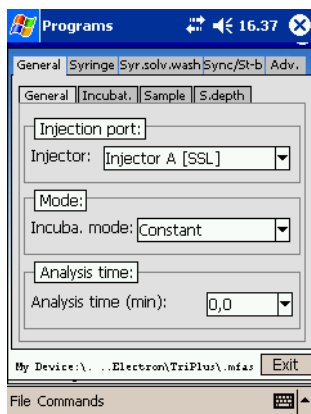 Programs 16.37
General Syringe Syr.solv.wash Sync/St-b Adv.
General Incubat. Sample S.depth
Injection port:
Injector: Injector A [SSL]
Mode:
Incuba. mode: Constant
Analysis time:
Analysis time (min): 0,0
My Device:\. ..Electron\TriPlus\.mfas Exit
File Commands